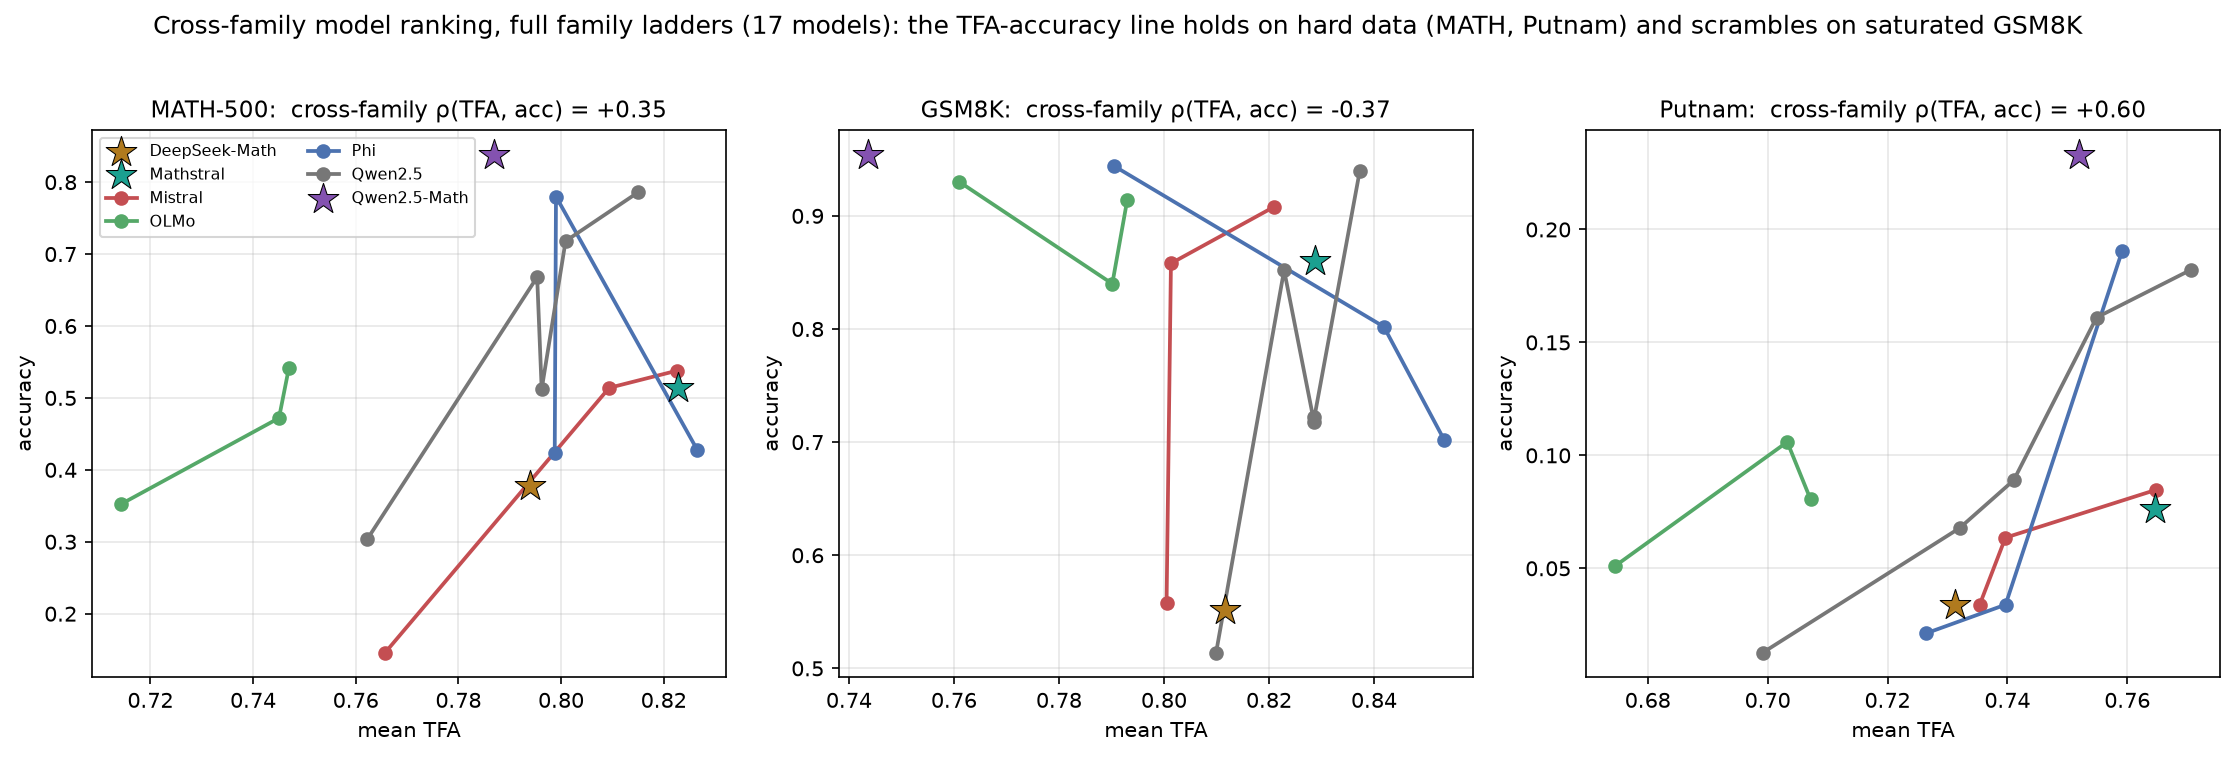 Cross-family model ranking, full family ladders (17 models): the TFA-accuracy line holds on hard data (MATH, Putnam) and scrambles on saturated GSM8K
MATH-500:  cross-family ρ(TFA, acc) = +0.35
DeepSeek-Math
Mathstral
Mistral
OLMo
Phi
Qwen2.5
Qwen2.5-Math
accuracy
0.8
0.7
0.6
0.5
0.4
0.3
0.2
0.72
0.74
0.76
0.78
0.80
0.82
mean TFA
GSM8K:  cross-family ρ(TFA, acc) = -0.37
accuracy
0.9
0.8
0.7
0.6
0.5
0.74
0.76
0.78
0.80
0.82
0.84
mean TFA
Putnam:  cross-family ρ(TFA, acc) = +0.60
accuracy
0.20
0.15
0.10
0.05
0.68
0.70
0.72
0.74
0.76
mean TFA